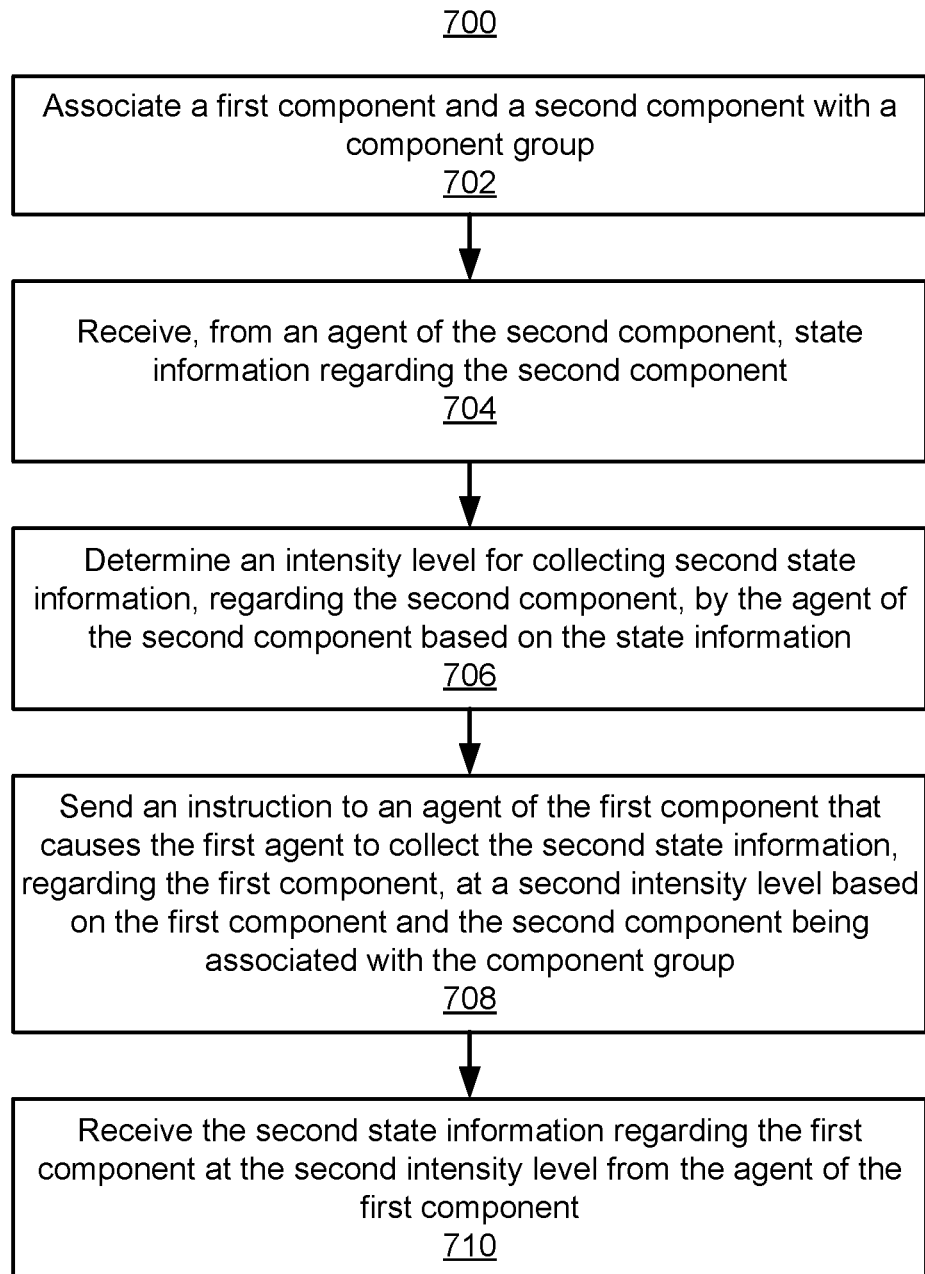 700
Associate a first component and a second component with a
component group
702
Receive, from an agent of the second component, state
information regarding the second component
704
Determine an intensity level for collecting second state
information, regarding the second component, by the agent of
the second component based on the state information
706
Send an instruction to an agent of the first component that
causes the first agent to collect the second state information,
regarding the first component, at a second intensity level based
on the first component and the second component being
associated with the component group
708
Receive the second state information regarding the first
component at the second intensity level from the agent of the
first component
710